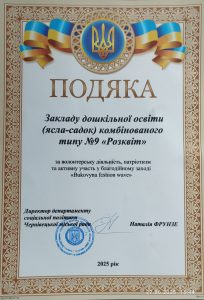 ПОДЯКА
Закладу дошкільної освіти
(ясла-садок) комбінованого
типу №9 «Розквіт»
за волонтерську діяльність, патріотизм
та активну участь у благодійному заході
«Bukovyna fashion wave»
Директор департаменту
соціальної політики
Чернівецької міської ради
Наталія ФРУНЗЕ
2025 рік